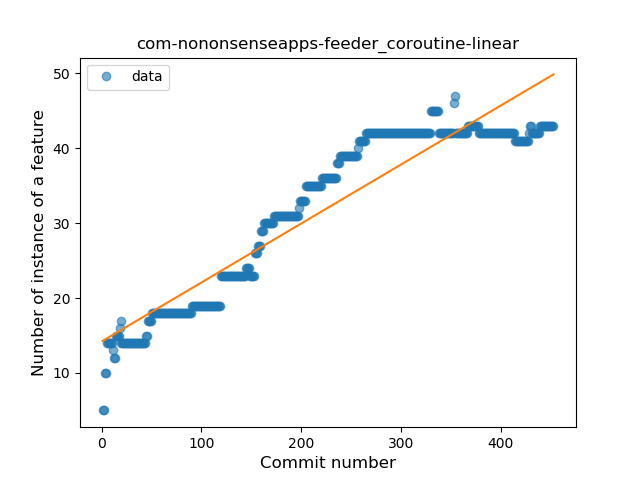 com-nononsenseapps-feeder_coroutine-linear
data
Number of instance of a feature
50
40
30
20
10
0
100
200
300
400
Commit number